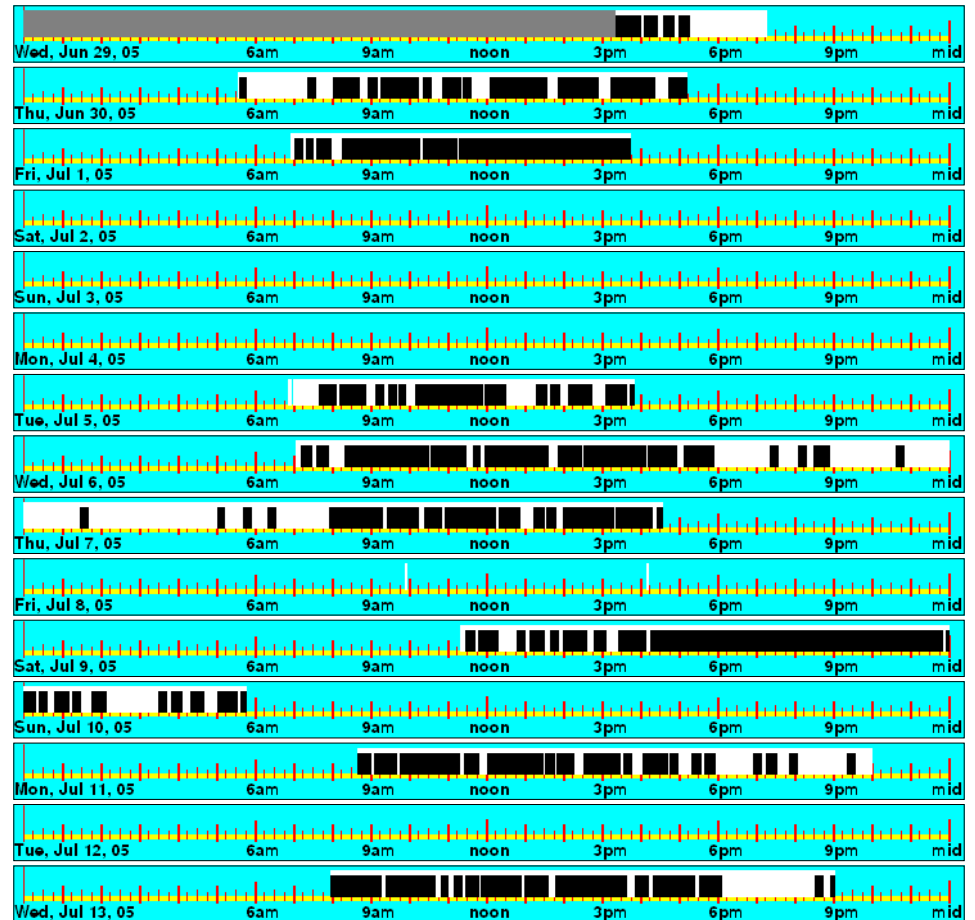 Wed, Jun 29, 05 6am 9am noon 3pm 6pm 9pm mid
Thu, Jun 30, 05 6am 9am noon 3pm 6pm 9pm mid
Fri, Jul 1, 05 6am 9am noon 3pm 6pm 9pm mid
Sat, Jul 2, 05 6am 9am noon 3pm 6pm 9pm mid
Sun, Jul 3, 05 6am 9am noon 3pm 6pm 9pm mid
Mon, Jul 4, 05 6am 9am noon 3pm 6pm 9pm mid
Tue, Jul 5, 05 6am 9am noon 3pm 6pm 9pm mid
Wed, Jul 6, 05 6am 9am noon 3pm 6pm 9pm mid
Thu, Jul 7, 05 6am 9am noon 3pm 6pm 9pm mid
Fri, Jul 8, 05 6am 9am noon 3pm 6pm 9pm mid
Sat, Jul 9, 05 6am 9am noon 3pm 6pm 9pm mid
Sun, Jul 10, 05 6am 9am noon 3pm 6pm 9pm mid
Mon, Jul 11, 05 6am 9am noon 3pm 6pm 9pm mid
Tue, Jul 12, 05 6am 9am noon 3pm 6pm 9pm mid
Wed, Jul 13, 05 6am 9am noon 3pm 6pm 9pm mid